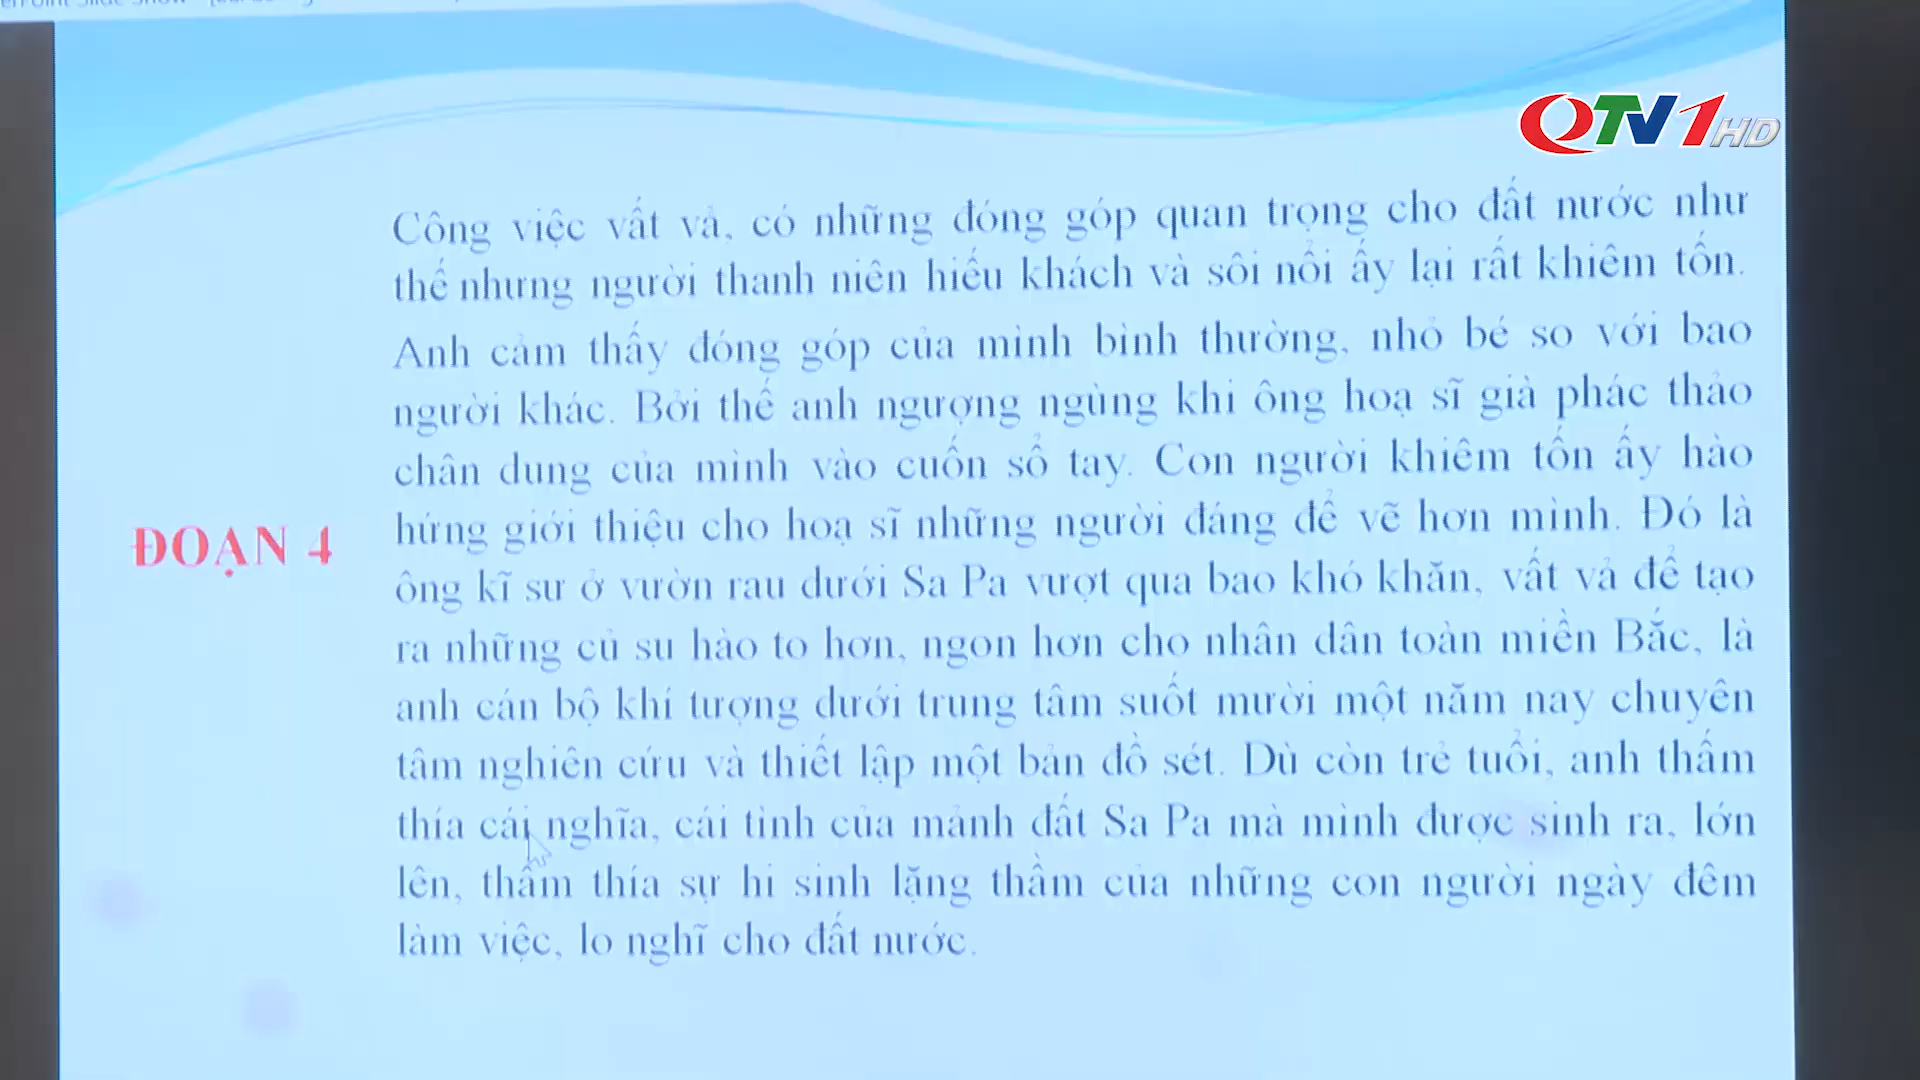 QTV1HD
Công việc vất vả, có những đóng góp quan trọng cho đất nước như
thế nhưng người thanh niên hiếu khách và sôi nổi ấy lại rất khiêm tốn.
Anh cảm thấy đóng góp của mình bình thường, nhỏ bé so với bao
người khác. Bởi thế anh ngượng ngùng khi ông hoạ sĩ già phác thảo
chân dung của mình vào cuốn sổ tay. Con người khiêm tốn ấy hào
hứng giới thiệu cho hoạ sĩ những người đáng để vẽ hơn mình. Đó là
ĐOẠN 4
ông kĩ sư ở vườn rau dưới Sa Pa vượt qua bao khó khăn, vất vả để tạo
ra những củ su hào to hơn, ngon hơn cho nhân dân toàn miền Bắc, là
anh cán bộ khí tượng dưới trung tâm suốt mười một năm nay chuyên
tâm nghiên cứu và thiết lập một bản đồ sét. Dù còn trẻ tuổi, anh thấm
thía cái nghĩa, cái tình của mảnh đất Sa Pa mà mình được sinh ra, lớn
lên, thấm thía sự hi sinh lặng thầm của những con người ngày đêm
làm việc, lo nghĩ cho đất nước.